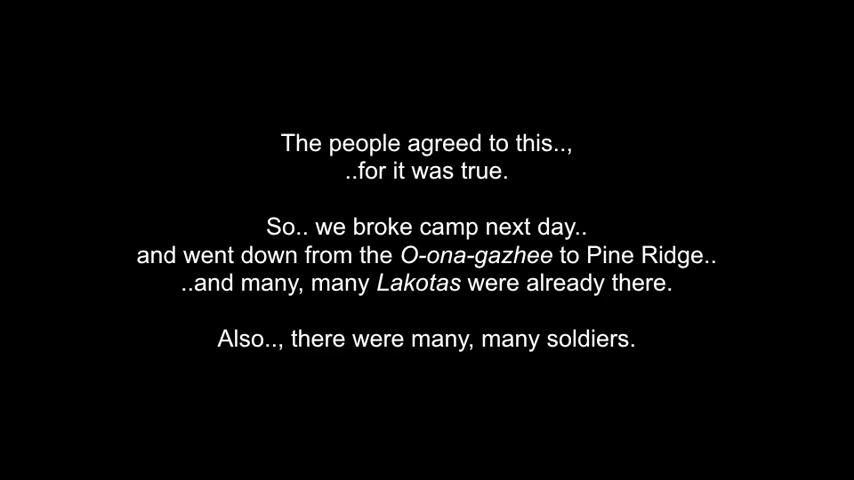 The people agreed to this..,
..for it was true.
So.. we broke camp next day..
and went down from the O-ona-gazhee to Pine Ridge..
..and many, many Lakotas were already there.
Also.., there were many, many soldiers.